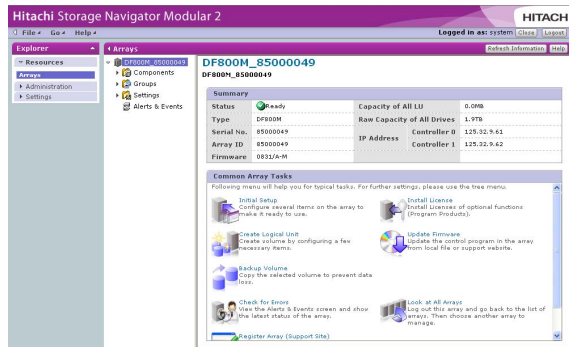 Hitachi Storage Navigator Modular 2
HITACH
File Go Help
Logged in as: system Close Logout
Explorer
Arrays
Refresh Information Help
Resources
Arrays
Administration
Settings
DF800M_85000049
Components
Groups
Settings
Alerts & Events
DF800M_85000049
DF800M_85000049
Summary
Status Ready Capacity of All LU 0.0MB
Type DF800M Raw Capacity of All Drives 1.9TB
Serial No. 85000049 IP Address Controller 0 125.32.9.61
Array ID 85000049 Controller 1 125.32.9.62
Firmware 0831/A-M
Common Array Tasks
Following menu will help you for typical tasks. For further settings, please use the tree menu.
Initial Setup
Configure several items on the array to
make it ready to use.
Install License
Install Licenses of optional functions
(Program Products).
Create Logical Unit
Create volume by configuring a few
necessary items.
Update Firmware
Update the control program in the array
from local file or support website.
Backup Volume
Copy the selected volume to prevent data
loss.
Check for Errors
View the Alerts & Events screen and show
the latest status of the array.
Look at All Arrays
Log out this array and go back to the list of
arrays. Then choose another array to
manage.
Register Array (Support Site)